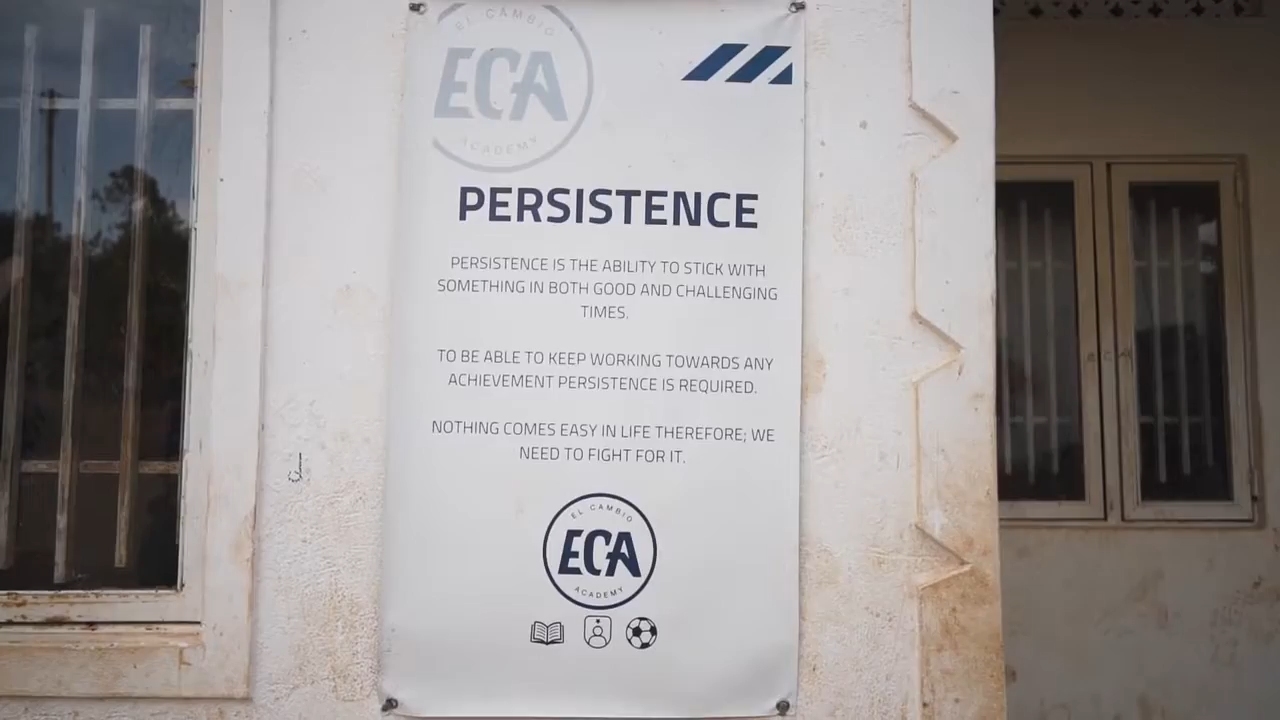 EL CAMBIO
ECA
ACADEMY
PERSISTENCE
PERSISTENCE IS THE ABILITY TO STICK WITH
SOMETHING IN BOTH GOOD AND CHALLENGING
TIMES.
TO BE ABLE TO KEEP WORKING TOWARDS ANY
ACHIEVEMENT PERSISTENCE IS REQUIRED.
NOTHING COMES EASY IN LIFE THEREFORE; WE
NEED TO FIGHT FOR IT.
EL CAMBIO
ECA
ACADEMY